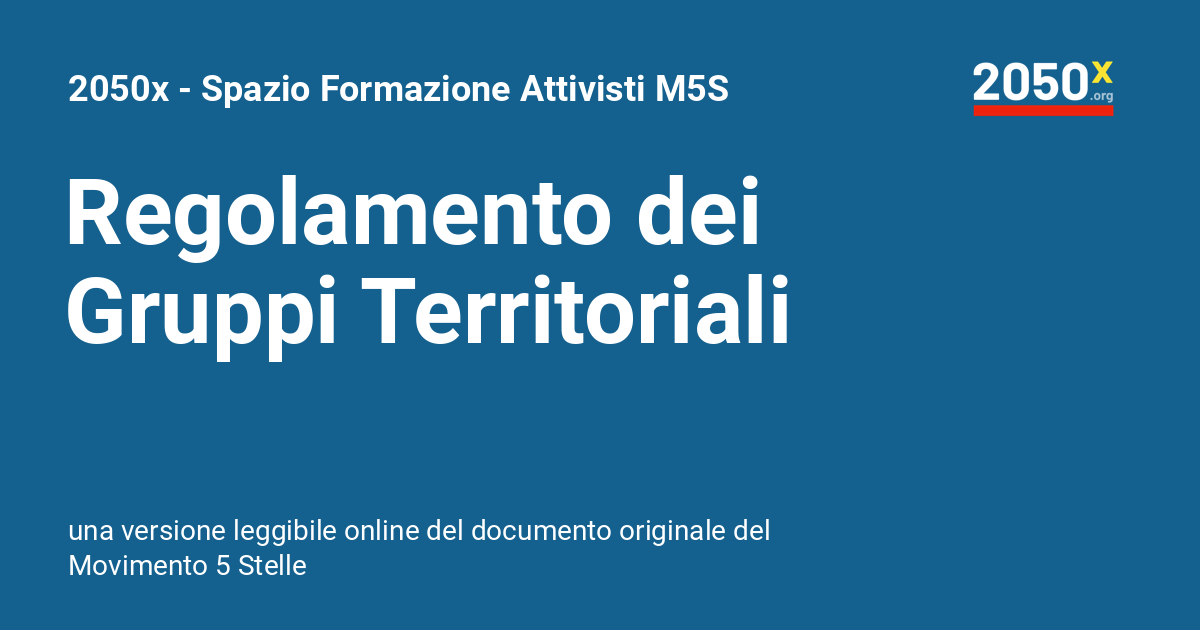 2050x - Spazio Formazione Attivisti M5S
2050x
.org
Regolamento dei
Gruppi Territoriali
una versione leggibile online del documento originale del
Movimento 5 Stelle